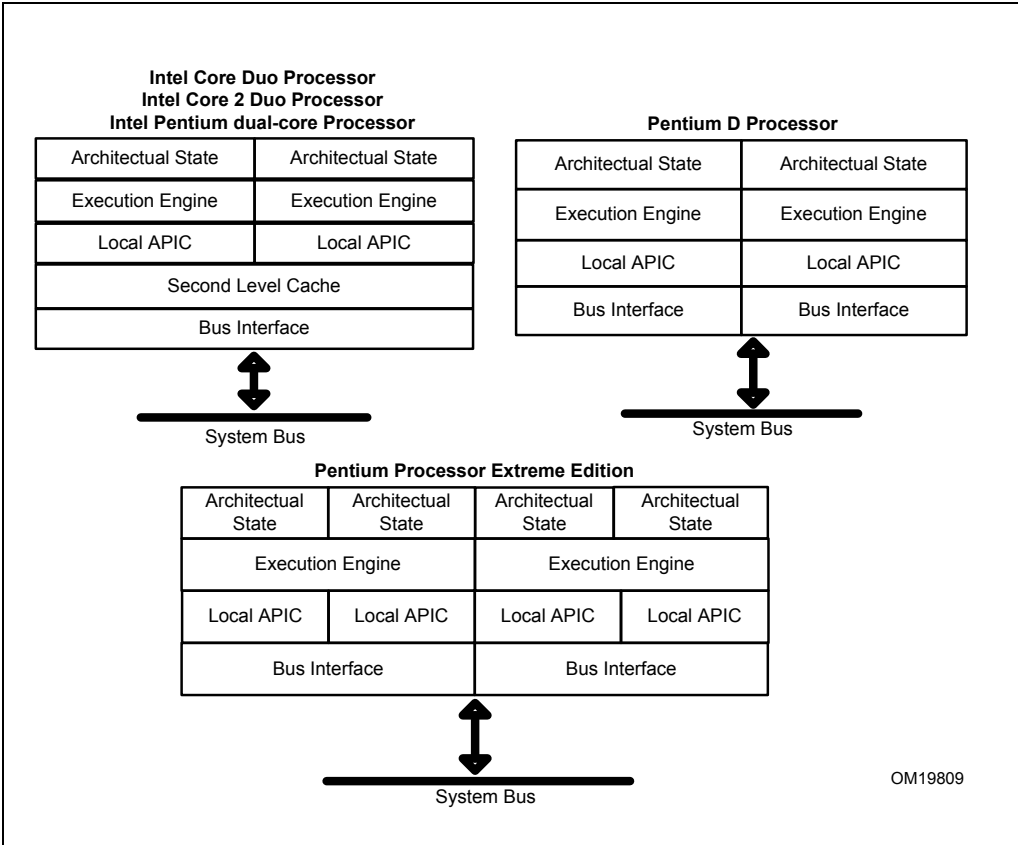 Intel Core Duo Processor
Intel Core 2 Duo Processor
Intel Pentium dual-core Processor
Architectual State Architectual State
Execution Engine Execution Engine
Local APIC Local APIC
Second Level Cache
Bus Interface
System Bus
Pentium D Processor
Architectual State Architectual State
Execution Engine Execution Engine
Local APIC Local APIC
Bus Interface Bus Interface
System Bus
Pentium Processor Extreme Edition
Architectual Architectual Architectual Architectual
State State State State
Execution Engine Execution Engine
Local APIC Local APIC Local APIC Local APIC
Bus Interface Bus Interface
System Bus
OM19809